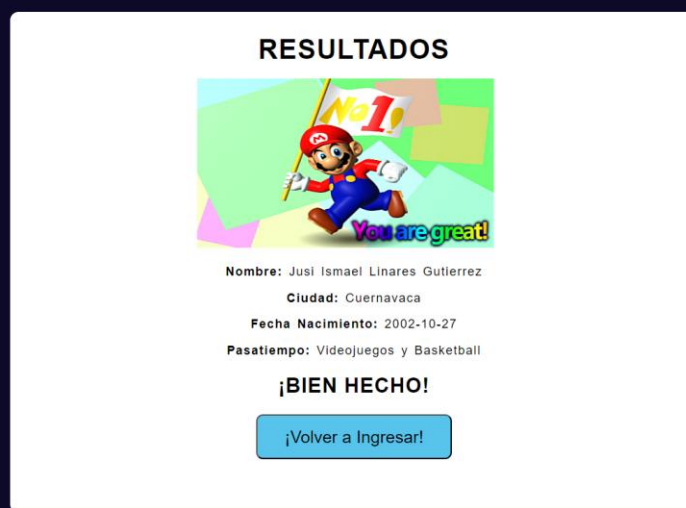 RESULTADOS
No1!
M
You are great!
Nombre: Jusi Ismael Linares Gutierrez
Ciudad: Cuernavaca
Fecha Nacimiento: 2002-10-27
Pasatiempo: Videojuegos y Basketball
¡BIEN HECHO!
¡Volver a Ingresar!